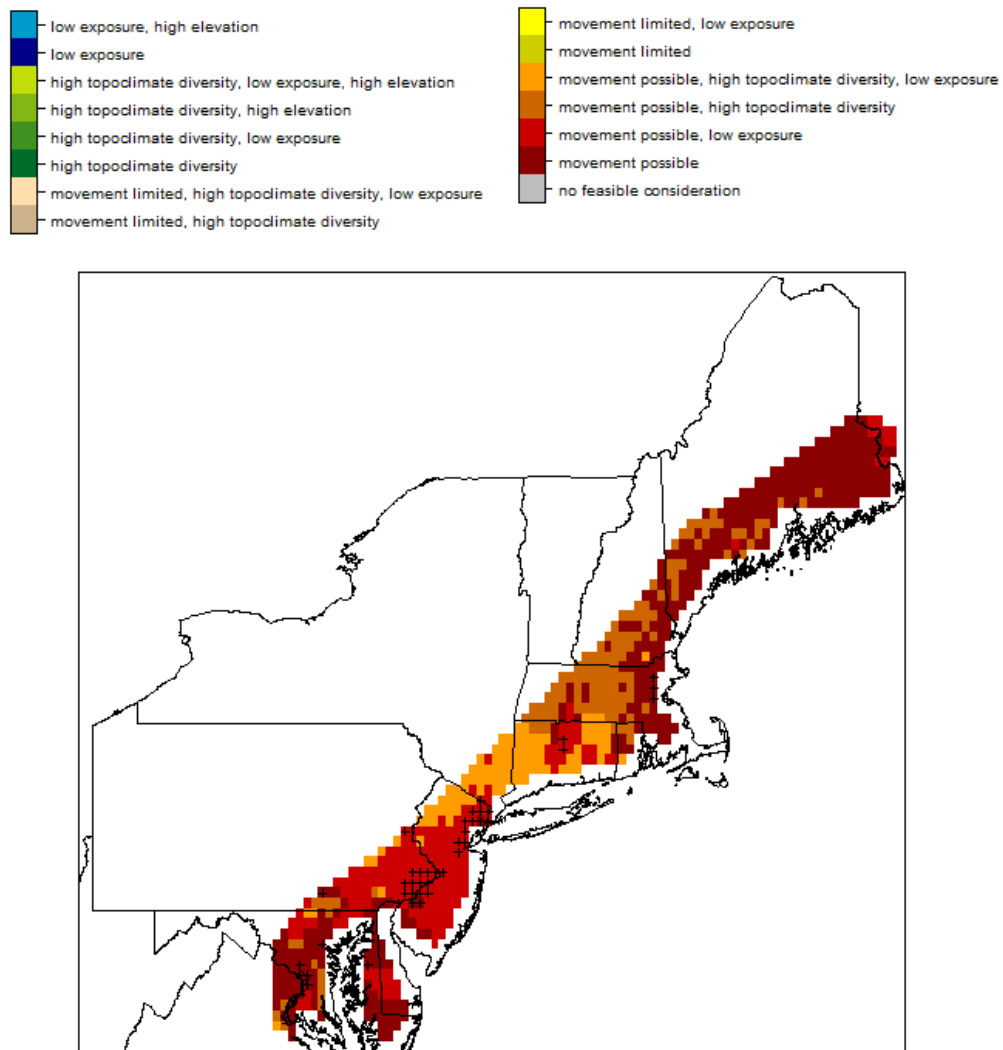 low exposure, high elevation
low exposure
high topoclimate diversity, low exposure, high elevation
high topoclimate diversity, high elevation
high topoclimate diversity, low exposure
high topoclimate diversity
movement limited, high topoclimate diversity, low exposure
movement limited, high topoclimate diversity
movement limited, low exposure
movement limited
movement possible, high topoclimate diversity, low exposure
movement possible, high topoclimate diversity
movement possible, low exposure
movement possible
no feasible consideration